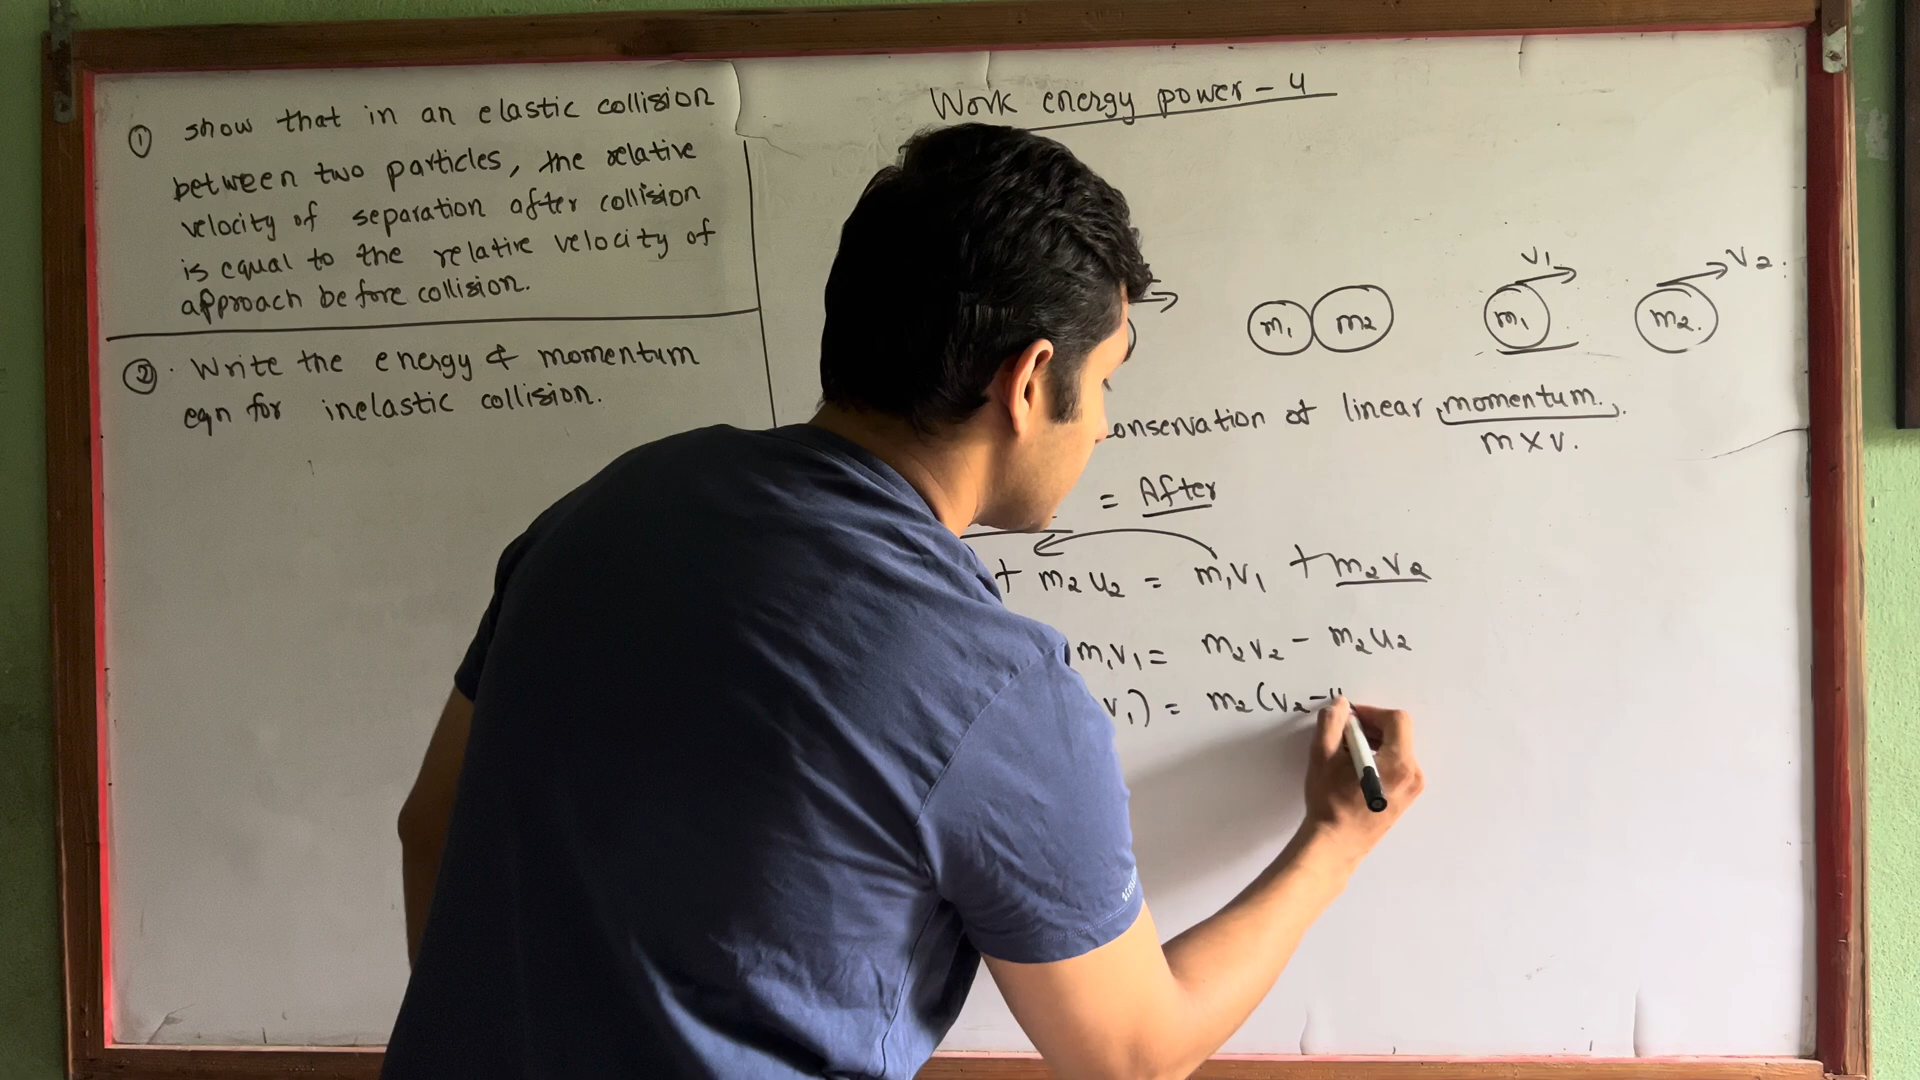 ① show that in an elastic collision
between two particles, the relative
velocity of separation after collision
is equal to the relative velocity of
approach before collision.
② . Write the energy & momentum
eqn for inelastic collision.
Work energy power - 4
v₁
v₂ .
m₁ m₂ m₁ m₂.
onservation of linear momentum.
m x v.
= After
+ m₂u₂ = m₁v₁ + m₂v₂
m₁v₁ = m₂v₂ - m₂u₂
v₁) = m₂(v₂ -